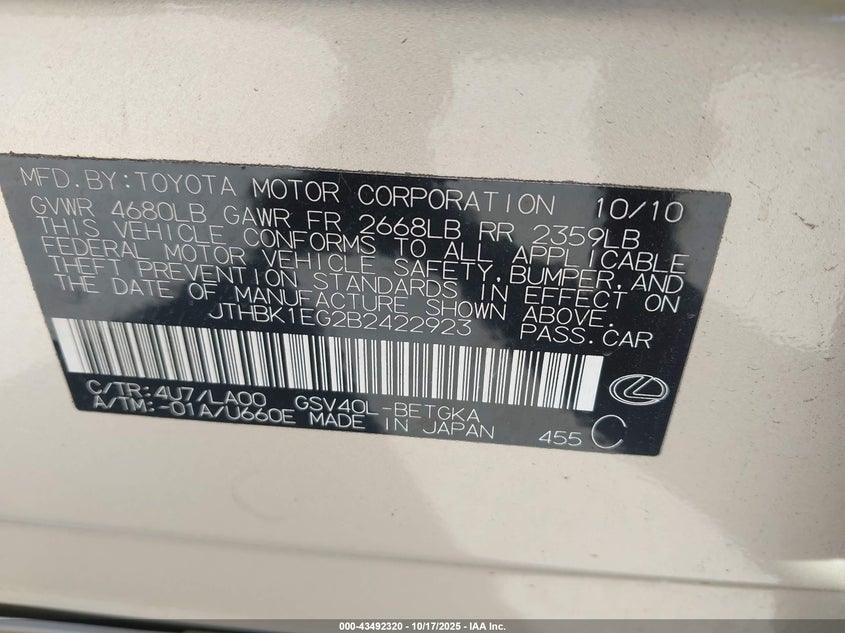 MFD.BY:TOYOTA MOTOR CORPORATION 10/10
GVWR 4680LB GAWR FR 2668LB RR 2359LB
THIS VEHICLE CONFORMS TO ALL APPLICABLE
FEDERAL MOTOR VEHICLE SAFETY,BUMPER,AND
THEFT PREVENTION STANDARDS IN EFFECT ON
THE DATE OF MANUFACTURE SHOWN ABOVE.
JTHBK1EG2B2422923 PASS.CAR
C/TR:4U7/LA00 GSV40L-BETGKA
A/TM:-01A/U660E MADE IN JAPAN 455 C
000-43492320 | 10/17/2025 - IAA Inc.